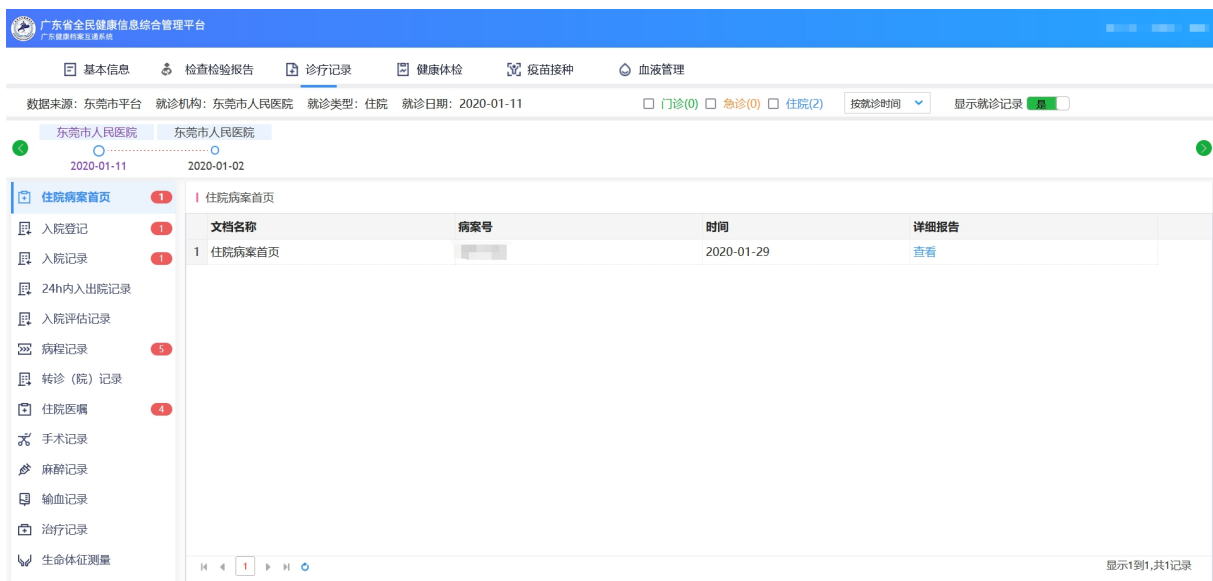 广东省全民健康信息综合管理平台
广东健康档案互通系统
基本信息 检查检验报告 诊疗记录 健康体检 疫苗接种 血液管理
数据来源：东莞市平台 就诊机构：东莞市人民医院 就诊类型：住院 就诊日期：2020-01-11 门诊(0) 急诊(0) 住院(2) 按就诊时间 显示就诊记录 是
东莞市人民医院 东莞市人民医院
2020-01-11 2020-01-02
住院病案首页 1
入院登记 1
入院记录 1
24h内入出院记录
入院评估记录
病程记录 5
转诊（院）记录
住院医嘱 4
手术记录
麻醉记录
输血记录
治疗记录
生命体征测量
住院病案首页
文档名称 病案号 时间 详细报告
1 住院病案首页 2020-01-29 查看
1
显示1到1,共1记录